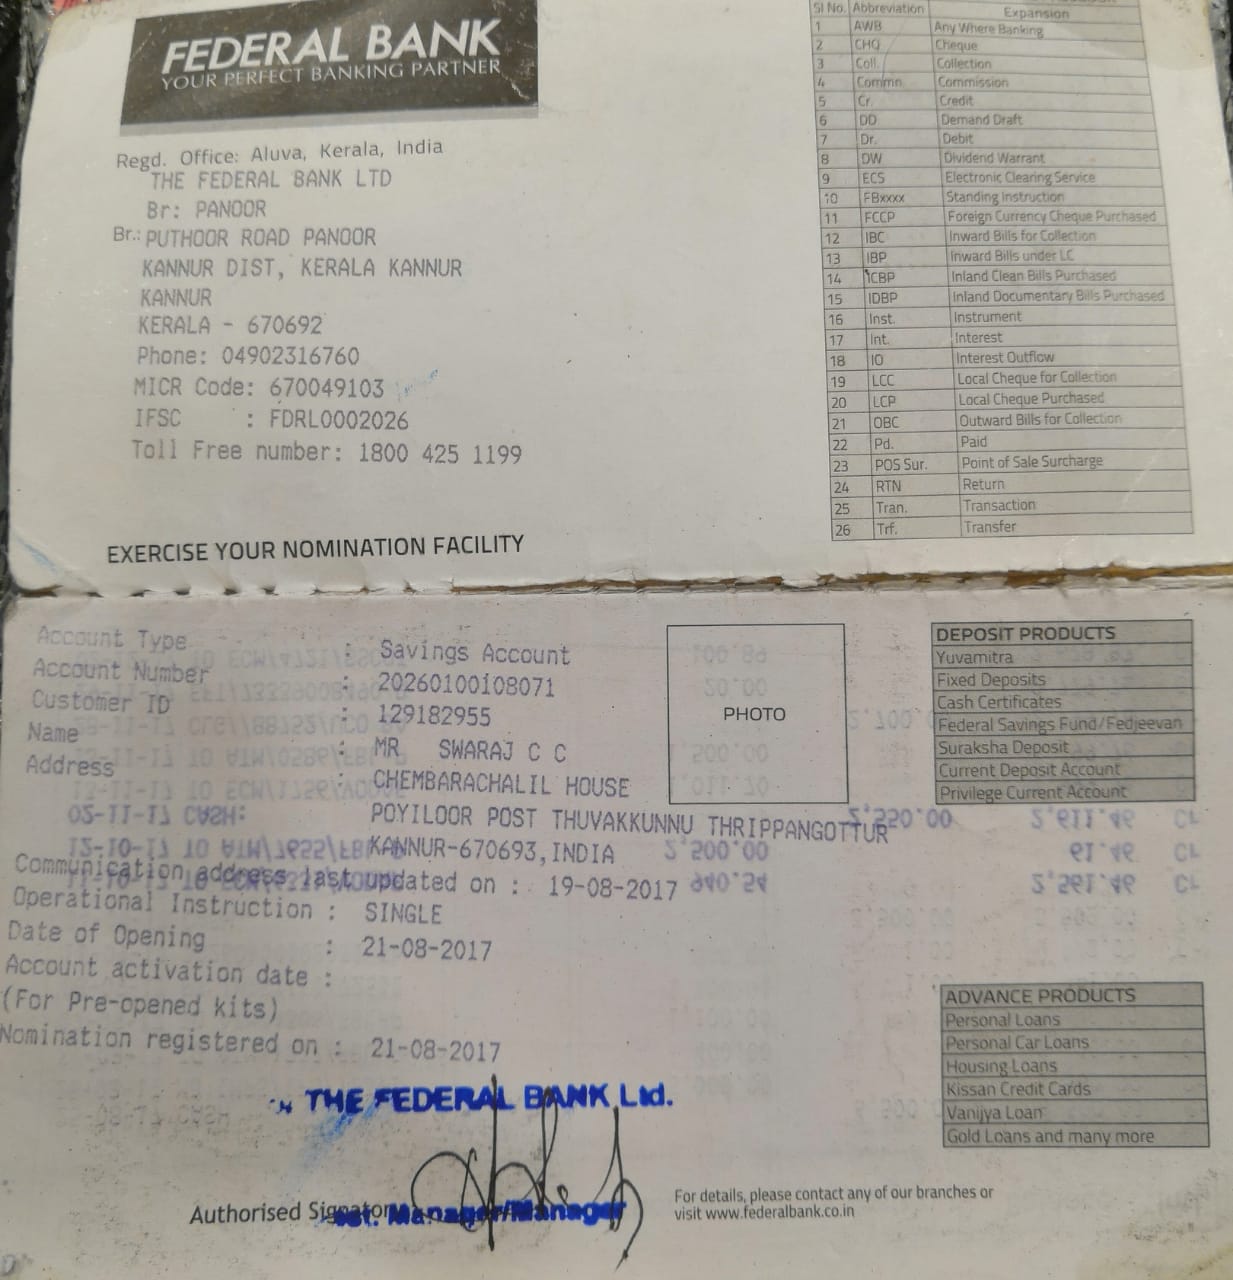 FEDERAL BANK
YOUR PERFECT BANKING PARTNER
Regd. Office: Aluva, Kerala, India
THE FEDERAL BANK LTD
Br: PANOOR
Br.: PUTHOOR ROAD PANOOR
KANNUR DIST, KERALA KANNUR
KANNUR
KERALA - 670692
Phone: 04902316760
MICR Code: 670049103
IFSC : FDRL0002026
Toll Free number: 1800 425 1199
EXERCISE YOUR NOMINATION FACILITY
Sl No. Abbreviation Expansion
1 AWB Any Where Banking
2 CHQ Cheque
3 Coll. Collection
4 Commn. Commission
5 Cr. Credit
6 DD Demand Draft
7 Dr. Debit
8 DW Dividend Warrant
9 ECS Electronic Clearing Service
10 FBxxxx Standing Instruction
11 FCCP Foreign Currency Cheque Purchased
12 IBC Inward Bills for Collection
13 IBP Inward Bills under LC
14 ICBP Inland Clean Bills Purchased
15 IDBP Inland Documentary Bills Purchased
16 Inst. Instrument
17 Int. Interest
18 IO Interest Outflow
19 LCC Local Cheque for Collection
20 LCP Local Cheque Purchased
21 OBC Outward Bills for Collection
22 Pd. Paid
23 POS Sur. Point of Sale Surcharge
24 RTN Return
25 Tran. Transaction
26 Trf. Transfer
Account Type : Savings Account
Account Number : 20260100108071
Customer ID : 129182955
Name : MR SWARAJ C C
Address : CHEMBARACHALIL HOUSE
POYILOOR POST THUVAKKUNNU THRIPPANGOTTUR
KANNUR-670693,INDIA
Communication address last updated on : 19-08-2017
Operational Instruction : SINGLE
Date of Opening : 21-08-2017
Account activation date :
(For Pre-opened kits)
Nomination registered on : 21-08-2017
PHOTO
DEPOSIT PRODUCTS
Yuvamitra
Fixed Deposits
Cash Certificates
Federal Savings Fund/Fedjeevan
Suraksha Deposit
Current Deposit Account
Privilege Current Account
ADVANCE PRODUCTS
Personal Loans
Personal Car Loans
Housing Loans
Kissan Credit Cards
Vanijya Loan
Gold Loans and many more
THE FEDERAL BANK Ltd.
Authorised Signatory
Manager/Manager
For details, please contact any of our branches or
visit www.federalbank.co.in